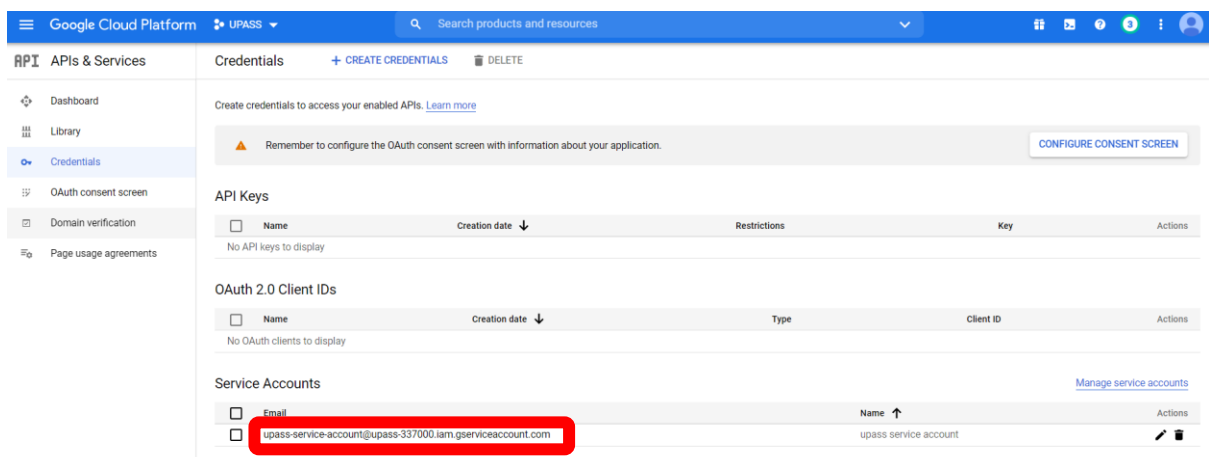 Google Cloud Platform UPASS Search products and resources 3
API APIs & Services Credentials + CREATE CREDENTIALS DELETE
Dashboard
Create credentials to access your enabled APIs. Learn more
Library
Remember to configure the OAuth consent screen with information about your application. CONFIGURE CONSENT SCREEN
Credentials
OAuth consent screen
API Keys
Domain verification
Name Creation date Restrictions Key Actions
No API keys to display
Page usage agreements
OAuth 2.0 Client IDs
Name Creation date Type Client ID Actions
No OAuth clients to display
Service Accounts Manage service accounts
Email Name Actions
upass-service-account@upass-337000.iam.gserviceaccount.com upass service account